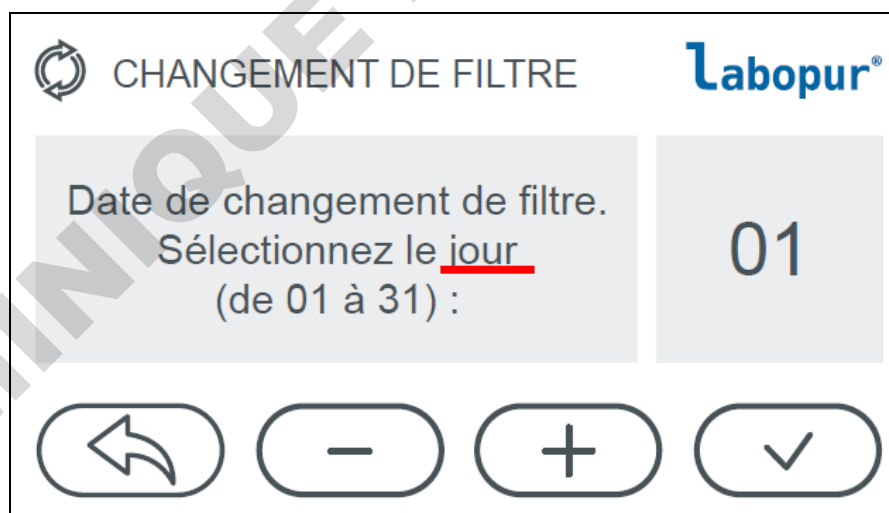 CHANGEMENT DE FILTRE
Labopur®
Date de changement de filtre.
Sélectionnez le jour
(de 01 à 31) :
01